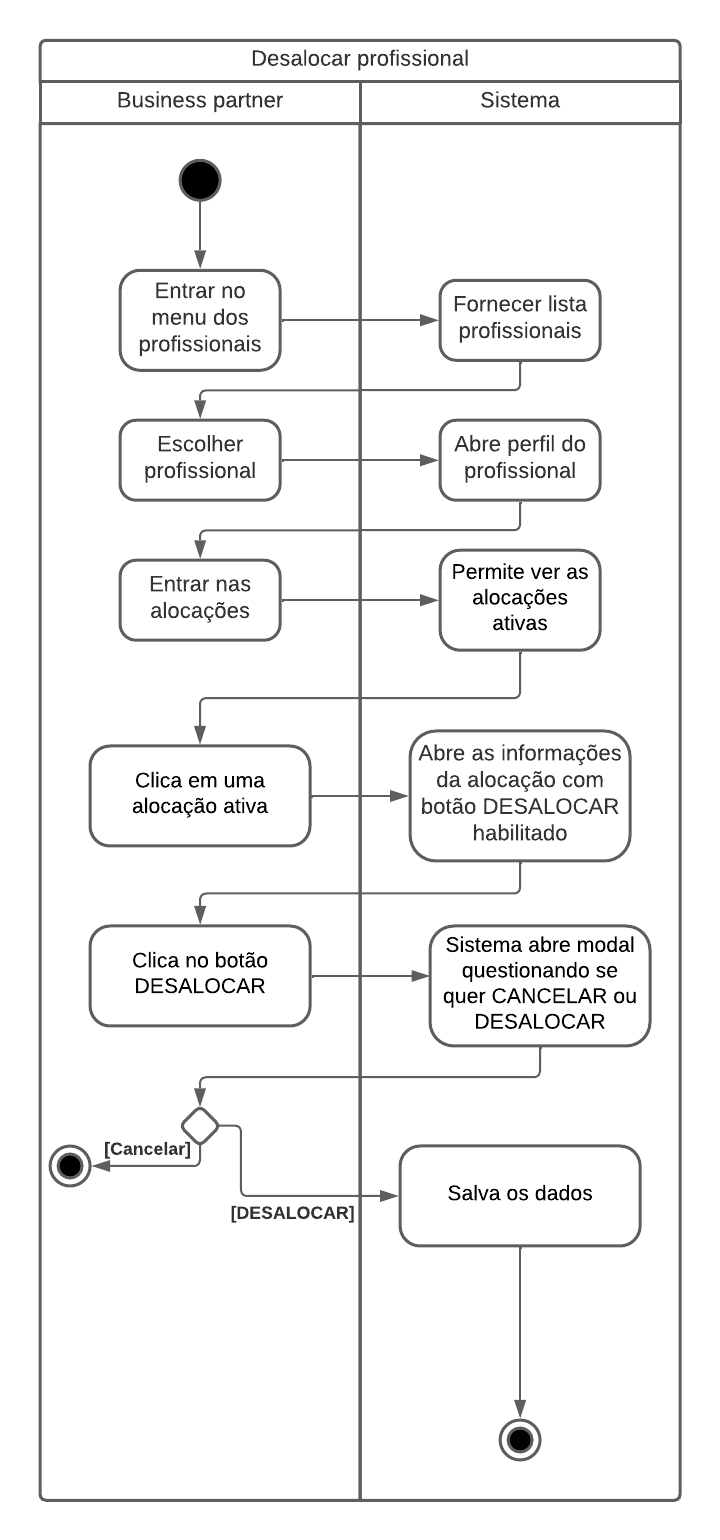 Desalocar profissional
Business partner
Sistema
Entrar no
menu dos
profissionais
Fornecer lista
profissionais
Escolher
profissional
Abre perfil do
profissional
Entrar nas
alocações
Permite ver as
alocações
ativas
Clica em uma
alocação ativa
Abre as informações
da alocação com
botão DESALOCAR
habilitado
Clica no botão
DESALOCAR
Sistema abre modal
questionando se
quer CANCELAR ou
DESALOCAR
[Cancelar]
[DESALOCAR]
Salva os dados